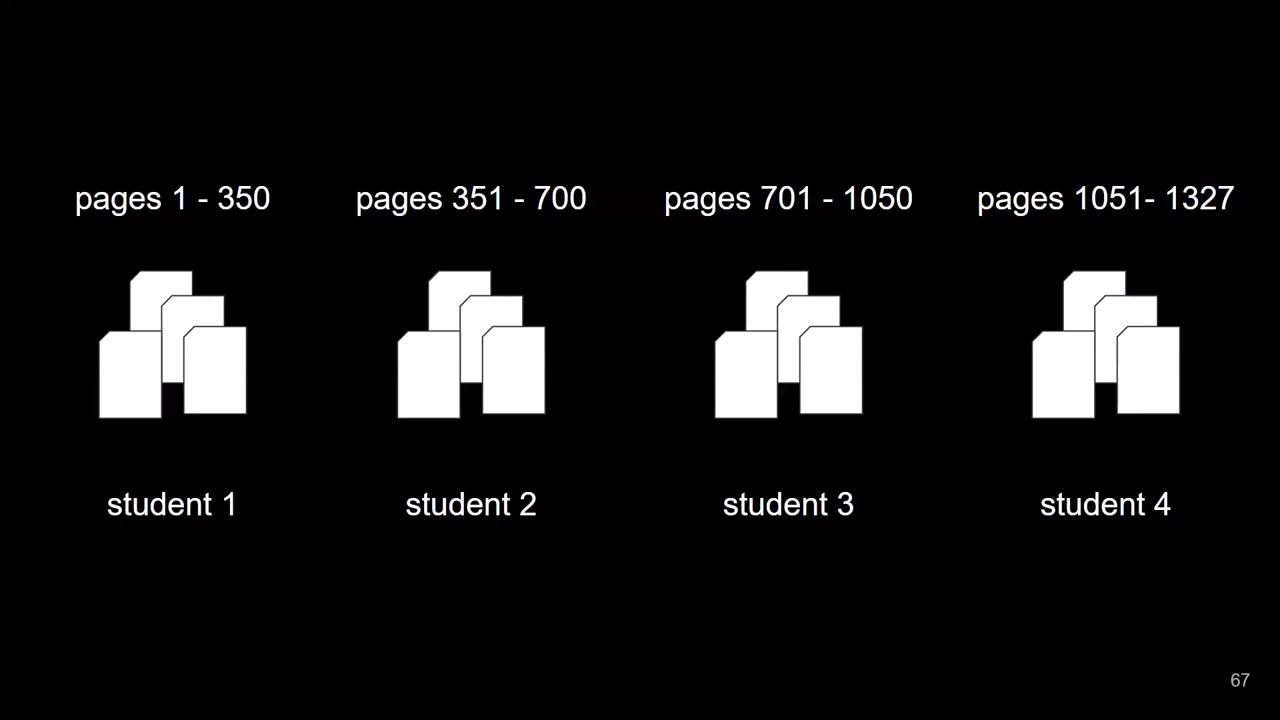 pages 1 - 350
pages 351 - 700
pages 701 - 1050
pages 1051- 1327
student 1
student 2
student 3
student 4
67